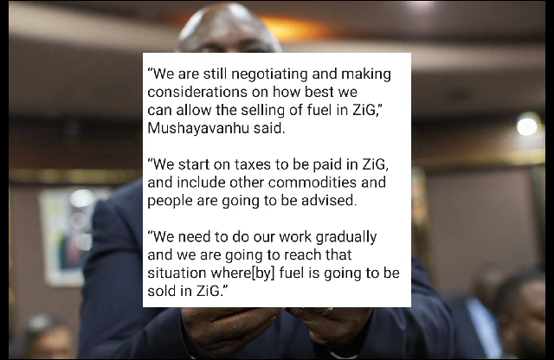 “We are still negotiating and making
considerations on how best we
can allow the selling of fuel in ZiG,”
Mushayavanhu said.
“We start on taxes to be paid in ZiG,
and include other commodities and
people are going to be advised.
“We need to do our work gradually
and we are going to reach that
situation where[by] fuel is going to be
sold in ZiG.”